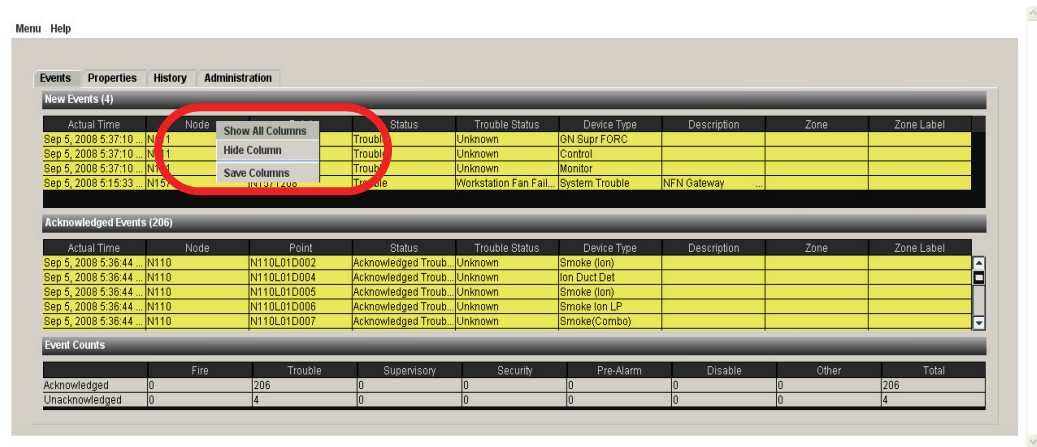 Menu Help
Events Properties History Administration
New Events (4)
Actual Time Node Status Trouble Status Device Type Description Zone Zone Label
Show All Columns
Hide Column
Save Columns
Sep 5, 2008 5:37:10 ... Trouble Unknown GN Supr FORC
Sep 5, 2008 5:37:10 ... Unknown Control
Sep 5, 2008 5:37:10 ... Unknown Monitor
Sep 5, 2008 5:15:33 ... N157 N1571208 Workstation Fan Fail... System Trouble NFN Gateway ...
Acknowledged Events (206)
Actual Time Node Point Status Trouble Status Device Type Description Zone Zone Label
Sep 5, 2008 5:36:44 ... N110 N110L01D002 Acknowledged Troub... Unknown Smoke (Ion)
Sep 5, 2008 5:36:44 ... N110 N110L01D004 Acknowledged Troub... Unknown Ion Duct Det
Sep 5, 2008 5:36:44 ... N110 N110L01D005 Acknowledged Troub... Unknown Smoke (Ion)
Sep 5, 2008 5:36:44 ... N110 N110L01D006 Acknowledged Troub... Unknown Smoke Ion LP
Sep 5, 2008 5:36:44 ... N110 N110L01D007 Acknowledged Troub... Unknown Smoke(Combo)
Event Counts
Fire Trouble Supervisory Security Pre-Alarm Disable Other Total
Acknowledged 0 206 0 0 0 0 0 206
Unacknowledged 0 4 0 0 0 0 0 4